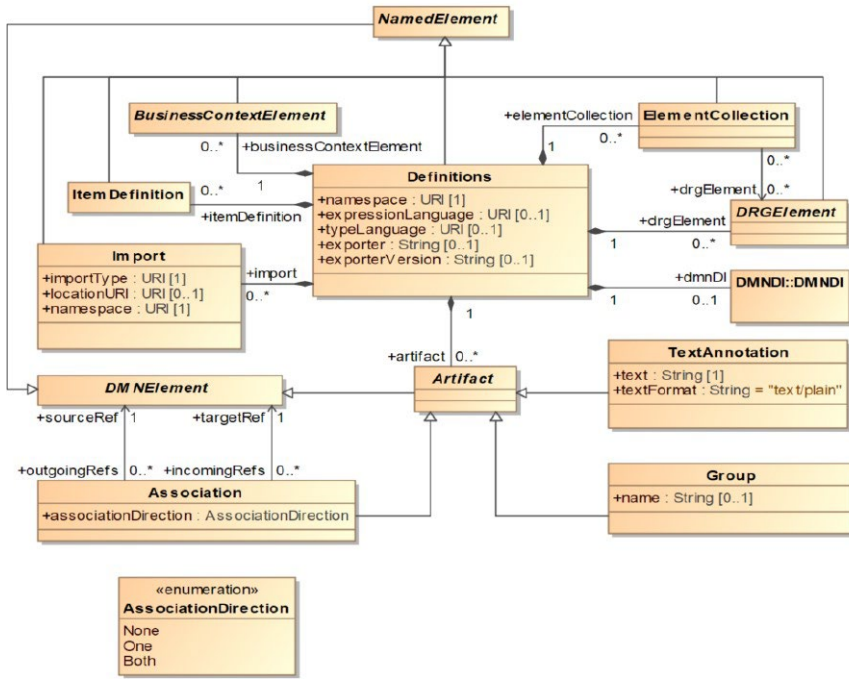 NamedElement
BusinessContextElement
+elementCollection
ElementCollection
0..*
+businessContextElement
1
0..*
0..*
1
Definitions
+namespace : URI [1]
+expressionLanguage : URI [0..1]
+typeLanguage : URI [0..1]
+exporter : String [0..1]
+exporterVersion : String [0..1]
ItemDefinition
0..*
+itemDefinition
+drgElement
0..*
+drgElement
1
0..*
DRGElement
Import
+importType : URI [1]
+locationURI : URI [0..1]
+namespace : URI [1]
+import
0..*
+dmnDI
1
0..1
DMNDI::DMNDI
1
+artifact
0..*
TextAnnotation
+text : String [1]
+textFormat : String = "text/plain"
DMNElement
Artifact
+sourceRef
1
+targetRef
1
+outgoingRefs
0..*
+incomingRefs
0..*
Association
+associationDirection : AssociationDirection
Group
+name : String [0..1]
«enumeration»
AssociationDirection
None
One
Both